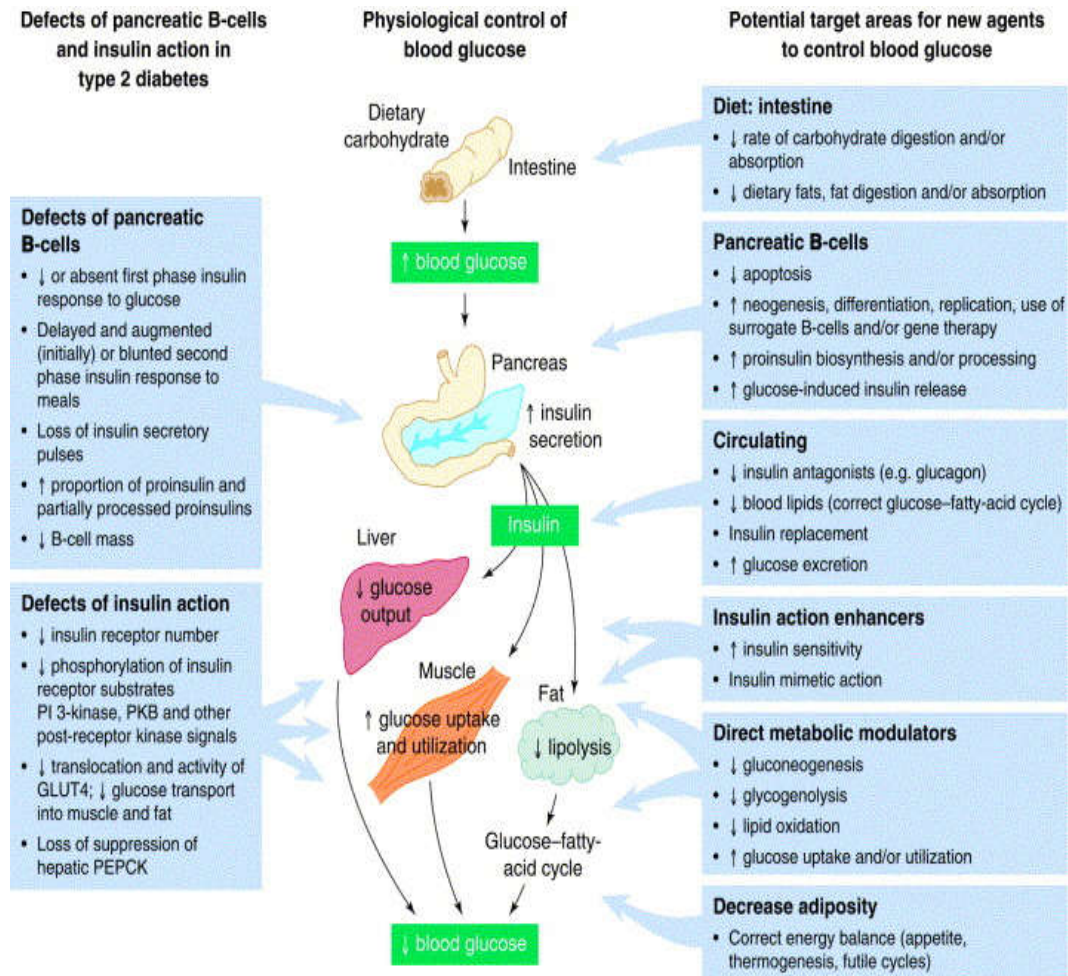 Defects of pancreatic B-cells
and insulin action in
type 2 diabetes
Defects of pancreatic
B-cells
• ↓ or absent first phase insulin
response to glucose
• Delayed and augmented
(initially) or blunted second
phase insulin response to
meals
• Loss of insulin secretory
pulses
• ↑ proportion of proinsulin and
partially processed proinsulins
• ↓ B-cell mass
Defects of insulin action
• ↓ insulin receptor number
• ↓ phosphorylation of insulin
receptor substrates
PI 3-kinase, PKB and other
post-receptor kinase signals
• ↓ translocation and activity of
GLUT4; ↓ glucose transport
into muscle and fat
• Loss of suppression of
hepatic PEPCK
Physiological control of
blood glucose
Dietary
carbohydrate
Intestine
↑ blood glucose
Pancreas
↑ insulin
secretion
Insulin
Liver
↓ glucose
output
Muscle
↑ glucose uptake
and utilization
Fat
↓ lipolysis
Glucose–fatty-
acid cycle
↓ blood glucose
Potential target areas for new agents
to control blood glucose
Diet: intestine
• ↓ rate of carbohydrate digestion and/or
absorption
• ↓ dietary fats, fat digestion and/or absorption
Pancreatic B-cells
• ↓ apoptosis
• ↑ neogenesis, differentiation, replication, use of
surrogate B-cells and/or gene therapy
• ↑ proinsulin biosynthesis and/or processing
• ↑ glucose-induced insulin release
Circulating
• ↓ insulin antagonists (e.g. glucagon)
• ↓ blood lipids (correct glucose–fatty-acid cycle)
• Insulin replacement
• ↑ glucose excretion
Insulin action enhancers
• ↑ insulin sensitivity
• Insulin mimetic action
Direct metabolic modulators
• ↓ gluconeogenesis
• ↓ glycogenolysis
• ↓ lipid oxidation
• ↑ glucose uptake and/or utilization
Decrease adiposity
• Correct energy balance (appetite,
thermogenesis, futile cycles)